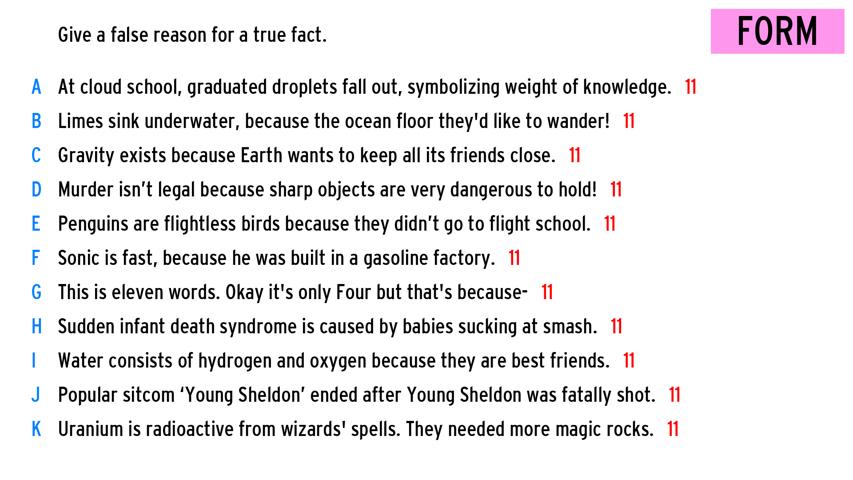 Give a false reason for a true fact.
FORM
A At cloud school, graduated droplets fall out, symbolizing weight of knowledge. 11
B Limes sink underwater, because the ocean floor they'd like to wander! 11
C Gravity exists because Earth wants to keep all its friends close. 11
D Murder isn’t legal because sharp objects are very dangerous to hold! 11
E Penguins are flightless birds because they didn’t go to flight school. 11
F Sonic is fast, because he was built in a gasoline factory. 11
G This is eleven words. Okay it's only Four but that's because- 11
H Sudden infant death syndrome is caused by babies sucking at smash. 11
I Water consists of hydrogen and oxygen because they are best friends. 11
J Popular sitcom ‘Young Sheldon’ ended after Young Sheldon was fatally shot. 11
K Uranium is radioactive from wizards' spells. They needed more magic rocks. 11